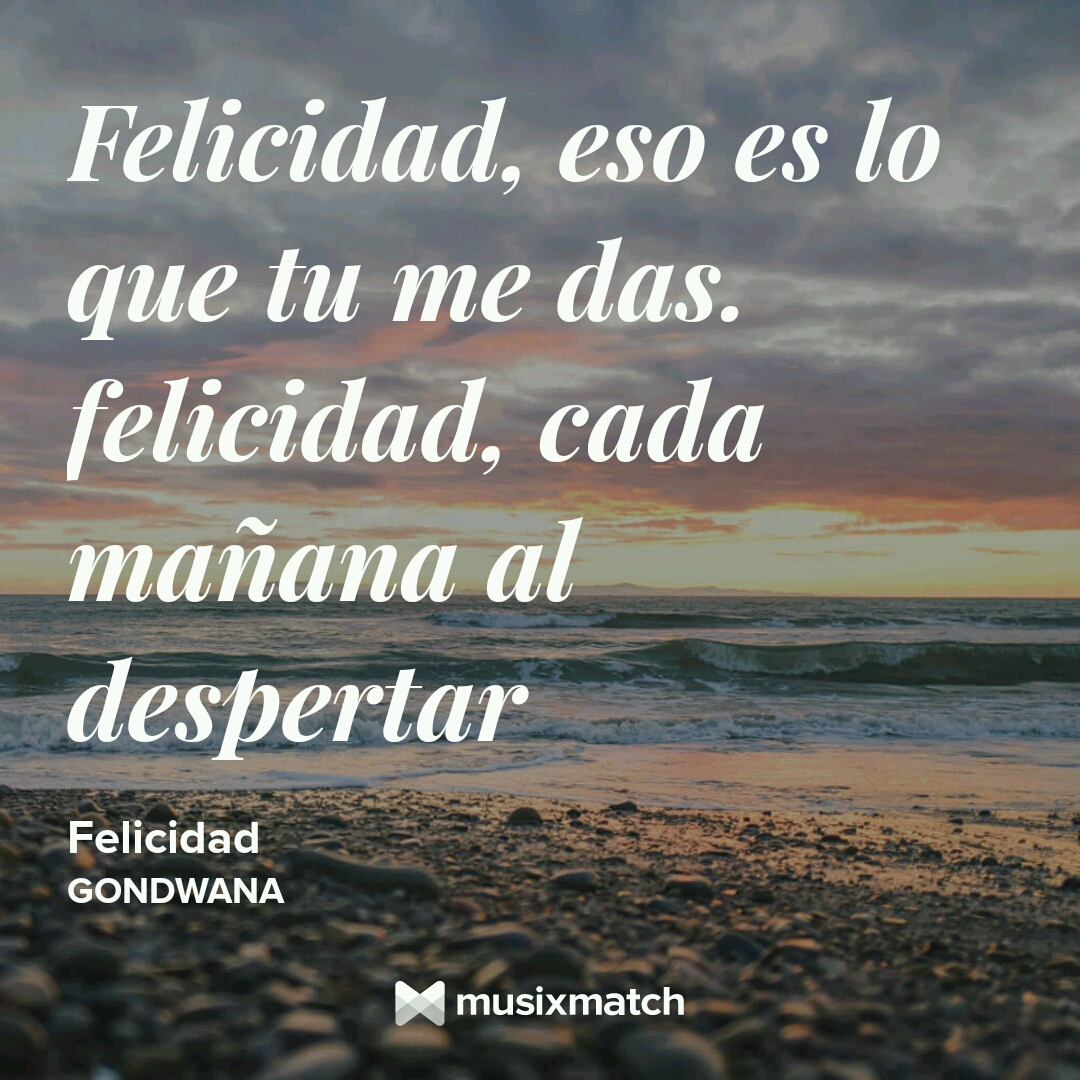 Felicidad, eso es lo
que tu me das.
felicidad, cada
mañana al
despertar
Felicidad
GONDWANA
musixmatch